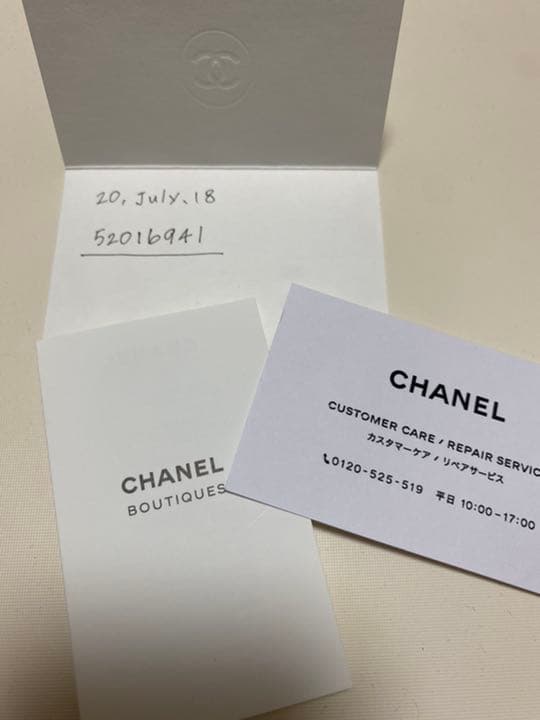 20, July, 18
52016941
CHANEL
BOUTIQUES
CHANEL
CUSTOMER CARE / REPAIR SERVIC
カスタマーケア / リペアサービス
0120-525-519 平日 10:00-17:00